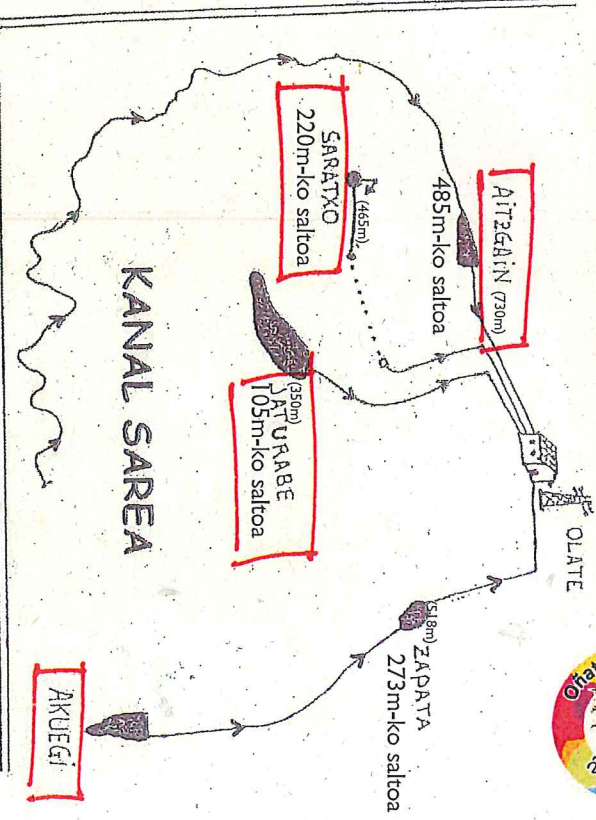 AITZGAIN (730m)
485m-ko saltoa
(465m)
SARATXO
220m-ko saltoa
(350m)
JATURABE
105m-ko saltoa
OLATE
(518m) ZAPATA
273m-ko saltoa
AKUEGI
KANAL SAREA
Oñat